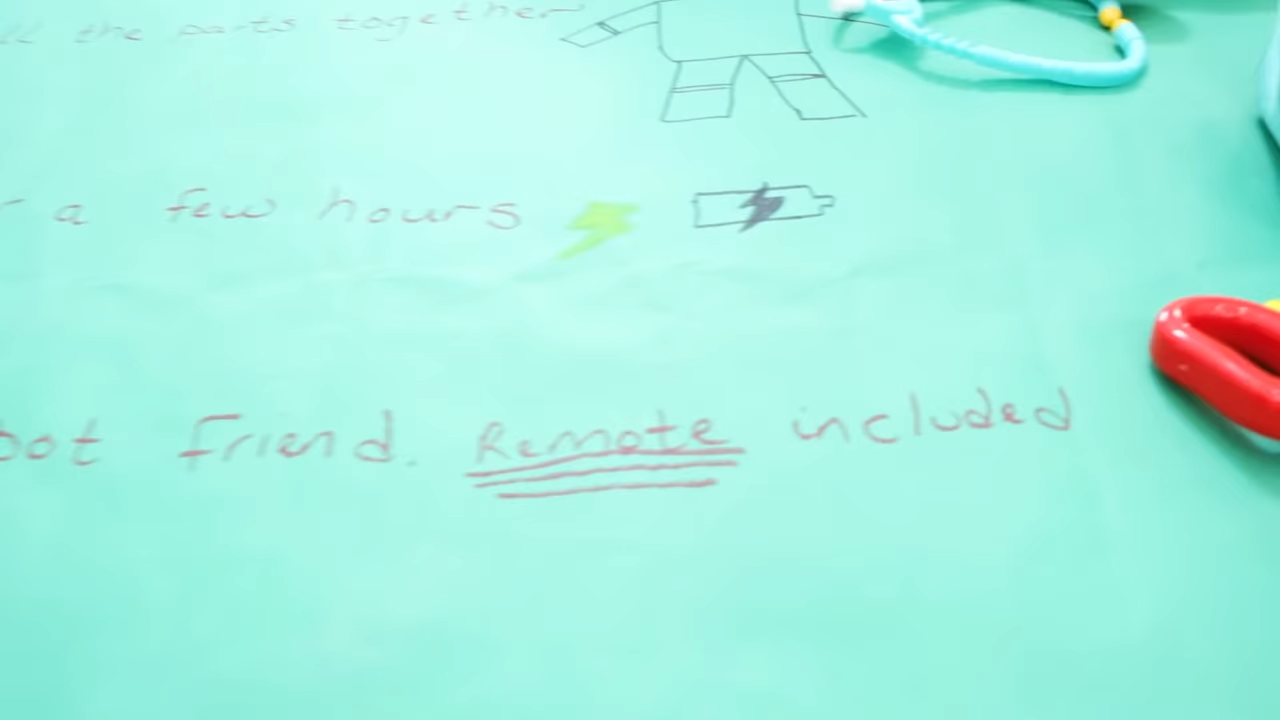 the parts together
a few hours
friend. Remote included